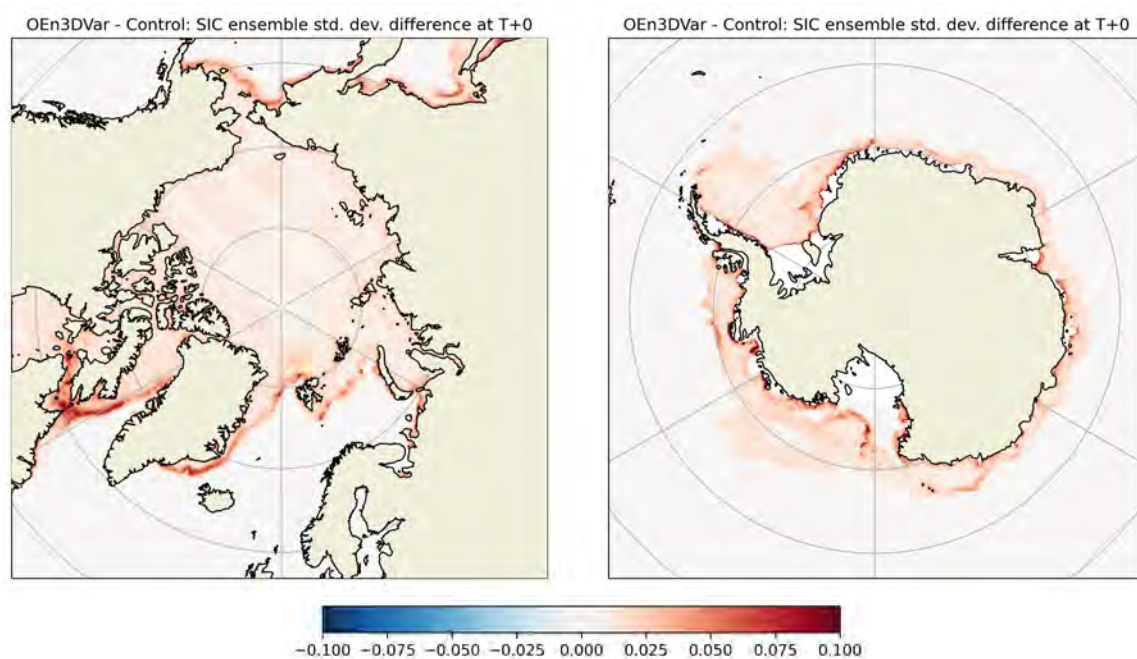 OEn3DVar - Control: SIC ensemble std. dev. difference at T+0
OEn3DVar - Control: SIC ensemble std. dev. difference at T+0
−0.100 −0.075 −0.050 −0.025 0.000 0.025 0.050 0.075 0.100